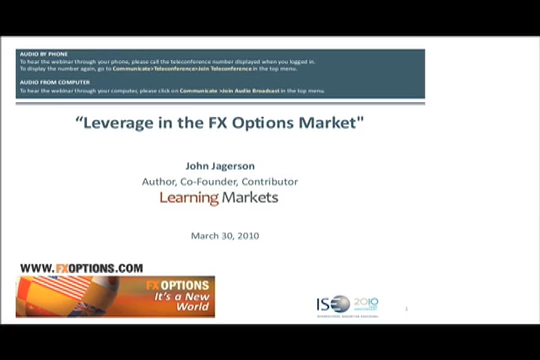 AUDIO BY PHONE
To hear the webinar through your phone, please call the teleconference number displayed when you logged in.
To display the number again, go to Communicate>Teleconference>Join Teleconference in the top menu.
AUDIO FROM COMPUTER
To hear the webinar through your computer, please click on Communicate >Join Audio Broadcast in the top menu.
“Leverage in the FX Options Market"
John Jagerson
Author, Co-Founder, Contributor
Learning Markets
March 30, 2010
WWW.FXOPTIONS.COM
FXOPTIONS
It's a New
World
ISE 2010
1